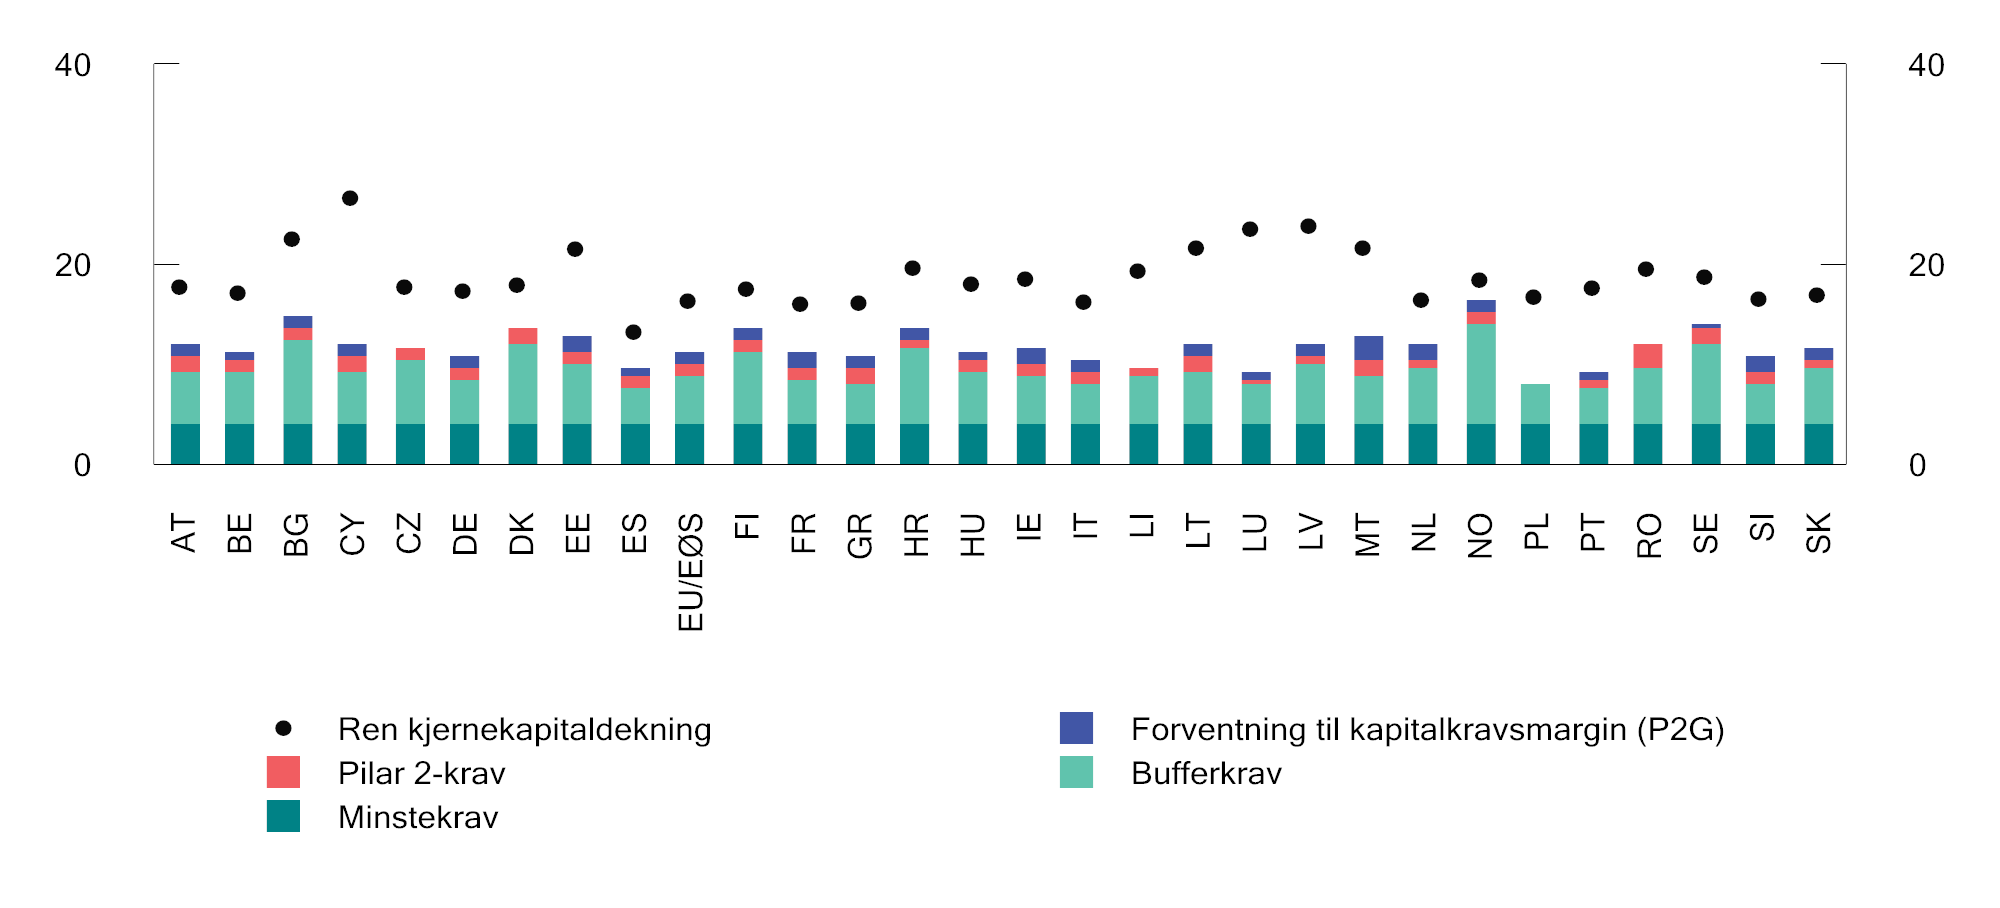 40 40
20 20
0 0
AT BE BG CY CZ DE DK EE ES EU/EØS FI FR GR HR HU IE IT LI LT LU LV MT NL NO PL PT RO SE SI SK
Ren kjernekapitaldekning Forventning til kapitalkravsmargin (P2G)
Pilar 2-krav Bufferkrav
Minstekrav